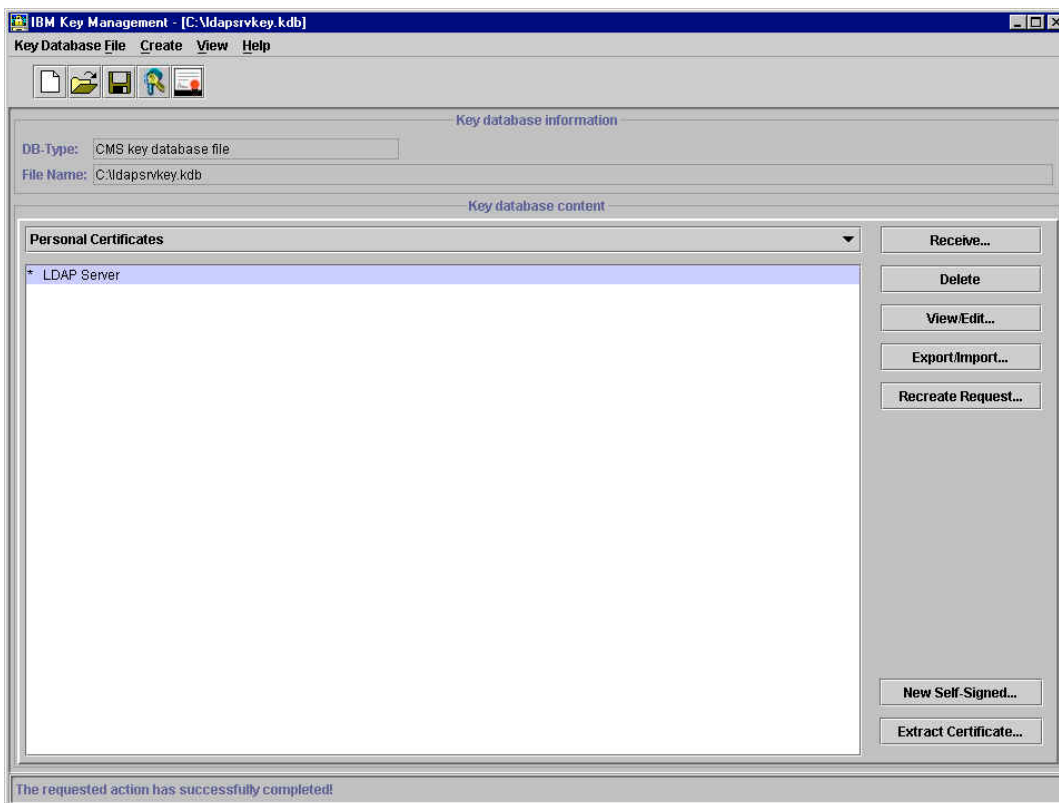 IBM Key Management - [C:\ldapsrvkey.kdb]
Key Database File Create View Help
Key database information
DB-Type: CMS key database file
File Name: C:\ldapsrvkey.kdb
Key database content
Personal Certificates
Receive...
* LDAP Server
Delete
View/Edit...
Export/Import...
Recreate Request...
New Self-Signed...
Extract Certificate...
The requested action has successfully completed!